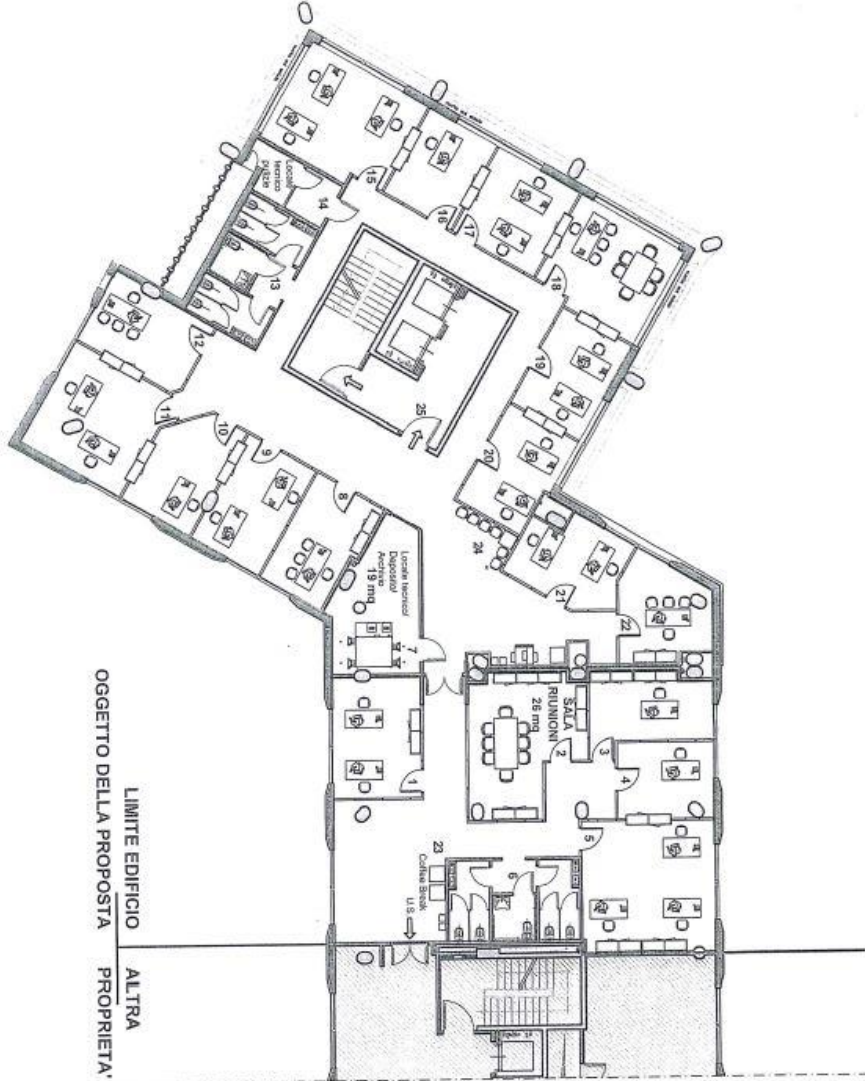 15
16
17
14
Locale
tecnico
pulizie
18
13
19
12
25
11
10
20
9
8
24
21
Locale tecnico/
Deposito/
Archivio
19 mq
22
7
SALA
RIUNIONI
26 mq
1
2
3
4
5
23
Coffee Break
6
U.S.
LIMITE EDIFICIO
OGGETTO DELLA PROPOSTA
ALTRA
PROPRIETA'